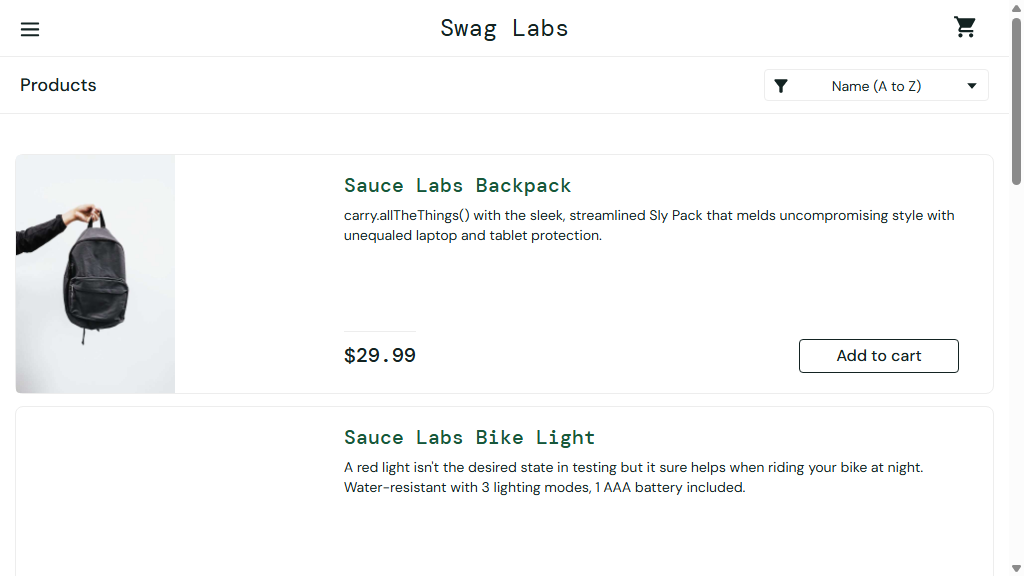 Swag Labs
Products
Name (A to Z)
Sauce Labs Backpack
carry.allTheThings() with the sleek, streamlined Sly Pack that melds uncompromising style with
unequaled laptop and tablet protection.
$29.99
Add to cart
Sauce Labs Bike Light
A red light isn't the desired state in testing but it sure helps when riding your bike at night.
Water-resistant with 3 lighting modes, 1 AAA battery included.